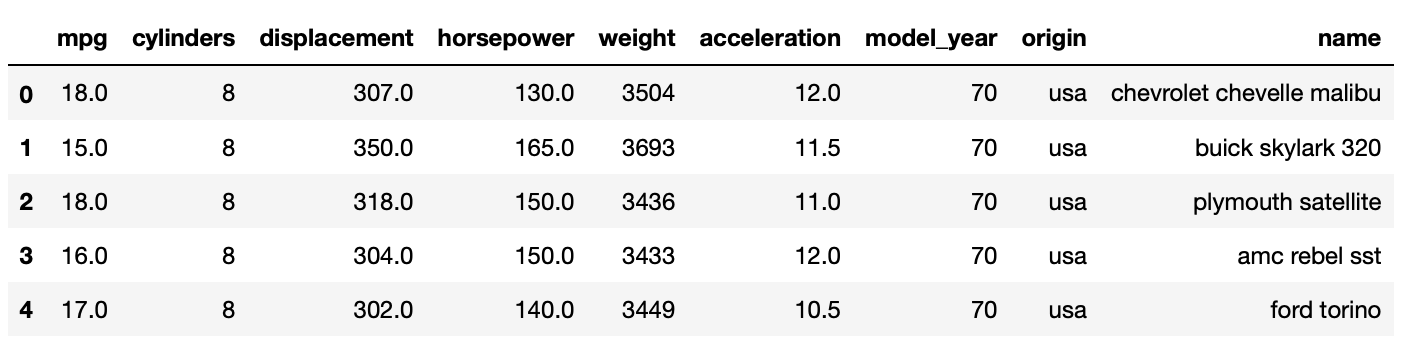 mpg cylinders displacement horsepower weight acceleration model_year origin name
0 18.0 8 307.0 130.0 3504 12.0 70 usa chevrolet chevelle malibu
1 15.0 8 350.0 165.0 3693 11.5 70 usa buick skylark 320
2 18.0 8 318.0 150.0 3436 11.0 70 usa plymouth satellite
3 16.0 8 304.0 150.0 3433 12.0 70 usa amc rebel sst
4 17.0 8 302.0 140.0 3449 10.5 70 usa ford torino